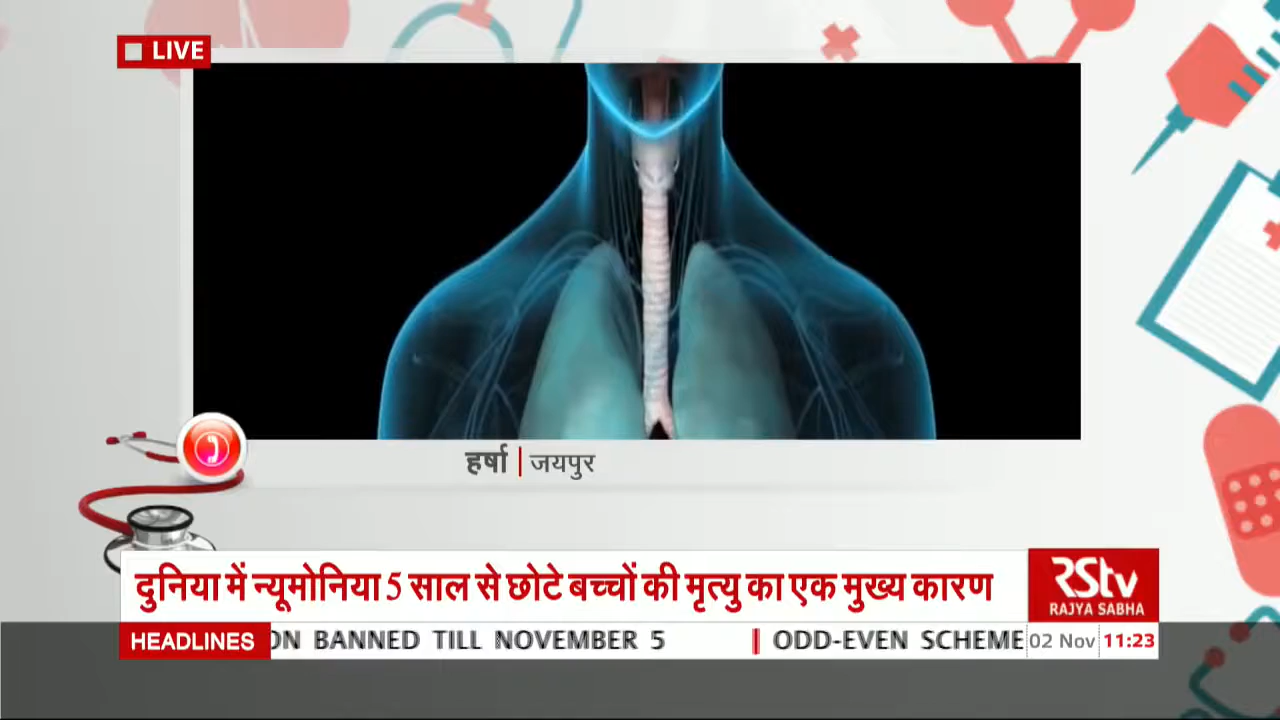 LIVE
हर्षा | जयपुर
दुनिया में न्यूमोनिया 5 साल से छोटे बच्चों की मृत्यु का एक मुख्य कारण
RStv
RAJYA SABHA
HEADLINES ON BANNED TILL NOVEMBER 5 | ODD-EVEN SCHEME 02 Nov 11:23